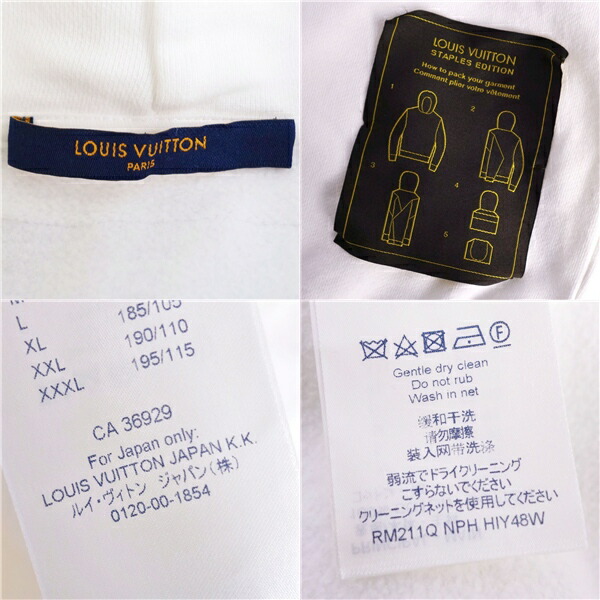 LOUIS VUITTON
PARIS
LOUIS VUITTON
STAPLES EDITION
How to pack your garment
Comment plier votre vêtement
1
2
3
4
5
L 185/105
XL 190/110
XXL 195/115
XXXL
CA 36929
For Japan only:
LOUIS VUITTON JAPAN K.K.
ルイ・ヴィトン ジャパン(株)
0120-00-1854
Gentle dry clean
Do not rub
Wash in net
缓和干洗
请勿摩擦
装入网带洗涤
弱流でドライクリーニング
こすらないでください
クリーニングネットを使用してください
RM211Q NPH HIY48W